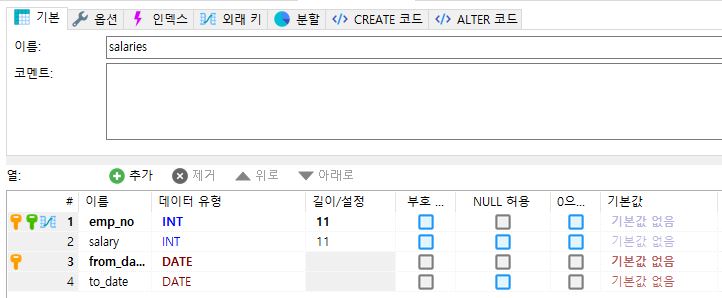 기본 옵션 인덱스 외래 키 분할 CREATE 코드 ALTER 코드
이름: salaries
코멘트:
열: 추가 제거 위로 아래로
# 이름 데이터 유형 길이/설정 부호 ... NULL 허용 0으... 기본값
1 emp_no INT 11 기본값 없음
2 salary INT 11 기본값 없음
3 from_da... DATE 기본값 없음
4 to_date DATE 기본값 없음